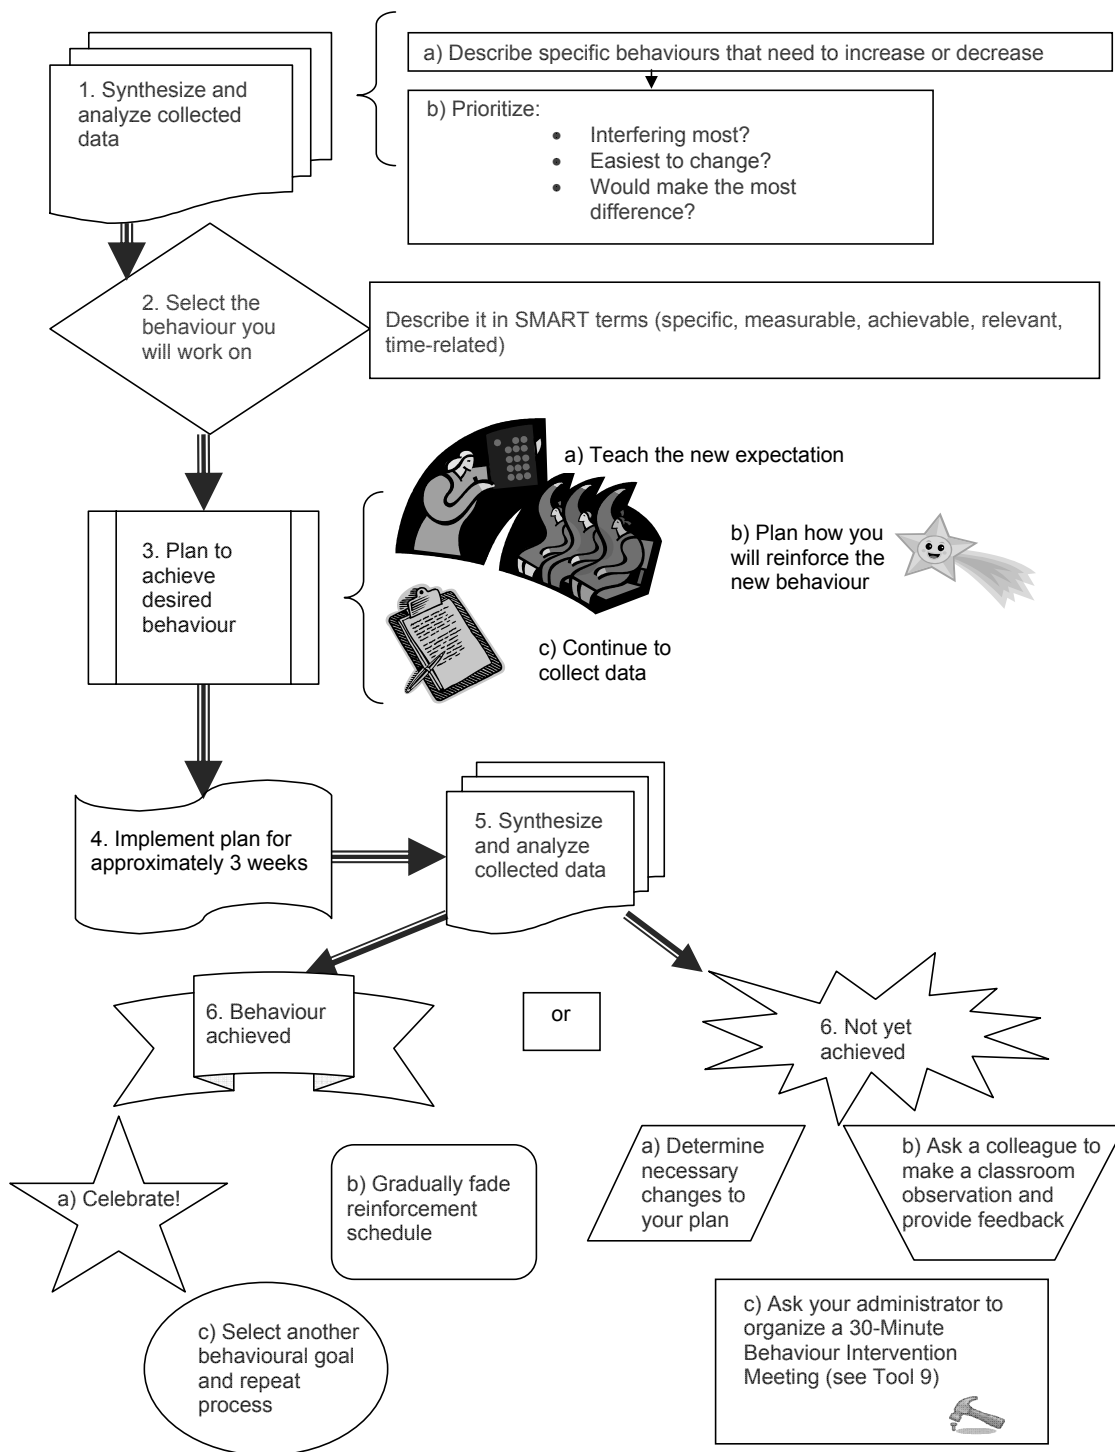 1. Synthesize and
analyze collected
data
a) Describe specific behaviours that need to increase or decrease
b) Prioritize:
• Interfering most?
• Easiest to change?
• Would make the most
difference?
2. Select the
behaviour you
will work on
Describe it in SMART terms (specific, measurable, achievable, relevant,
time-related)
3. Plan to
achieve
desired
behaviour
a) Teach the new expectation
b) Plan how you
will reinforce the
new behaviour
c) Continue to
collect data
4. Implement plan for
approximately 3 weeks
5. Synthesize
and analyze
collected data
6. Behaviour
achieved
or
6. Not yet
achieved
a) Celebrate!
b) Gradually fade
reinforcement
schedule
c) Select another
behavioural goal
and repeat
process
a) Determine
necessary
changes to
your plan
b) Ask a colleague to
make a classroom
observation and
provide feedback
c) Ask your administrator to
organize a 30-Minute
Behaviour Intervention
Meeting (see Tool 9)